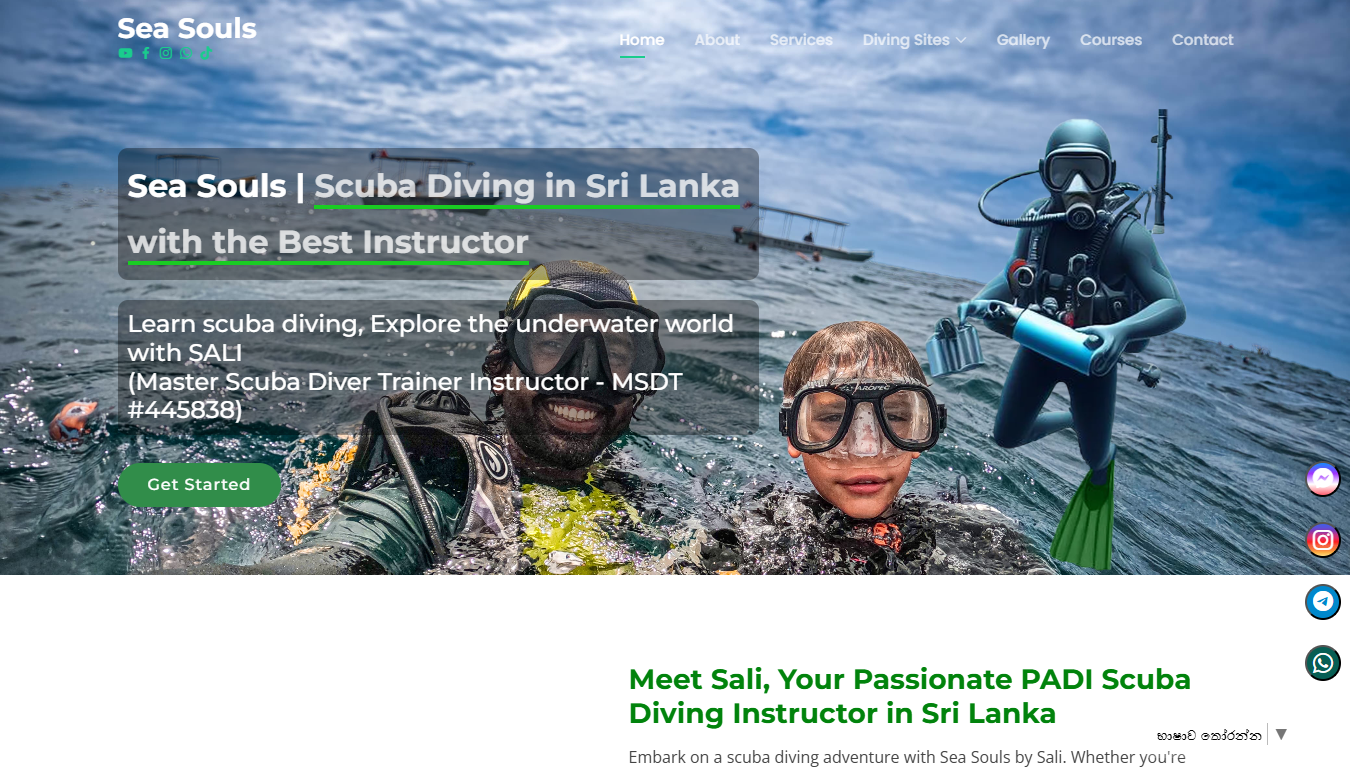 Sea Souls
Home About Services Diving Sites Gallery Courses Contact
Sea Souls | Scuba Diving in Sri Lanka
with the Best Instructor
Learn scuba diving, Explore the underwater world
with SALI
(Master Scuba Diver Trainer Instructor - MSDT
#445838)
AROPEC
Get Started
Meet Sali, Your Passionate PADI Scuba
Diving Instructor in Sri Lanka
භාෂාව තෝරන්න ▼
Embark on a scuba diving adventure with Sea Souls by Sali. Whether you're